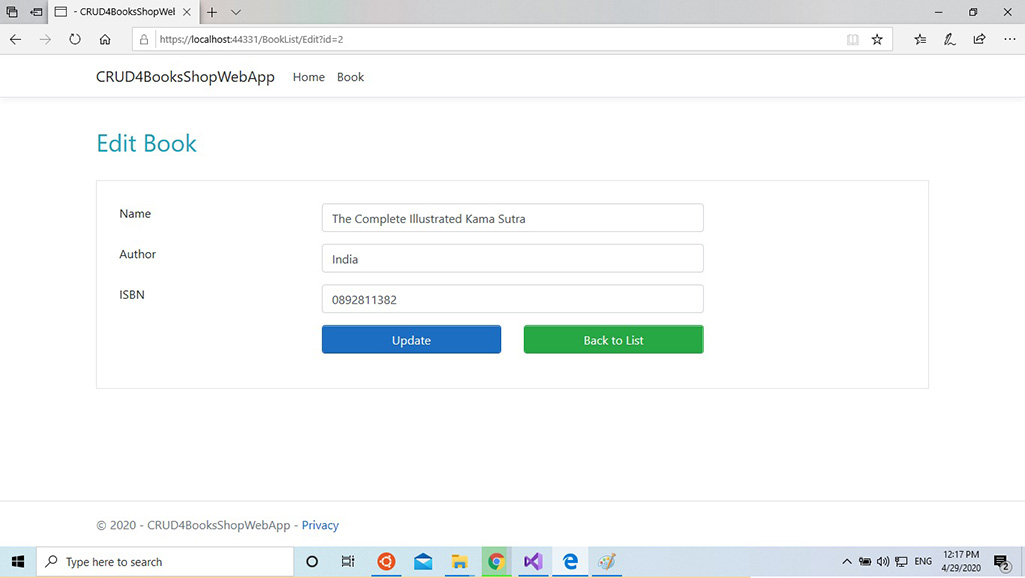 - CRUD4BooksShopWel
https://localhost:44331/BookList/Edit?id=2
CRUD4BooksShopWebApp Home Book
Edit Book
Name The Complete Illustrated Kama Sutra
Author India
ISBN 0892811382
Update Back to List
© 2020 - CRUD4BooksShopWebApp - Privacy
Type here to search
ENG
12:17 PM
4/29/2020
2